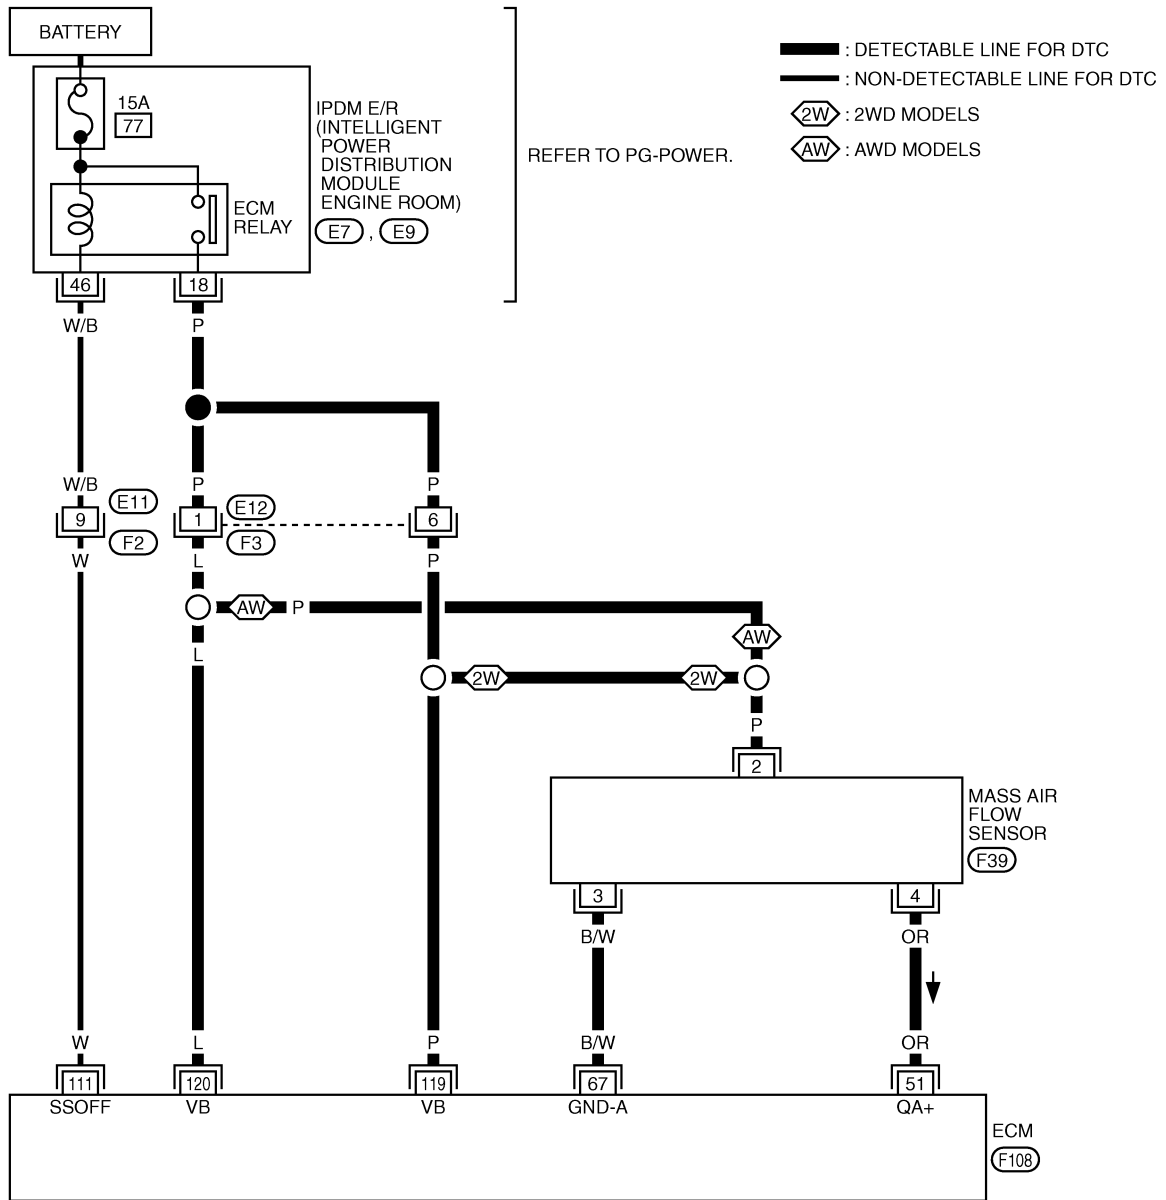 BATTERY
15A
77
ECM
RELAY
IPDM E/R
(INTELLIGENT
POWER
DISTRIBUTION
MODULE
ENGINE ROOM)
E7 , E9
REFER TO PG-POWER.
: DETECTABLE LINE FOR DTC
: NON-DETECTABLE LINE FOR DTC
2W : 2WD MODELS
AW : AWD MODELS
46 18
W/B P
W/B P P
E11 E12
9 1 6
F2 F3
W L P
AW P
AW
L
2W 2W
P
2
MASS AIR
FLOW
SENSOR
F39
3 4
B/W OR
W L P B/W OR
111 120 119 67 51
SSOFF VB VB GND-A QA+
ECM
F108